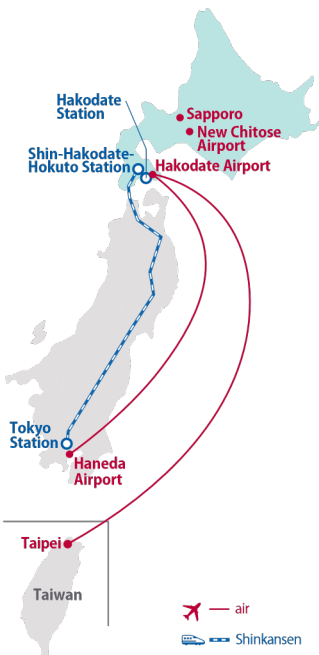 Hakodate
Station
Sapporo
New Chitose
Airport
Shin-Hakodate-
Hokuto Station
Hakodate Airport
Tokyo
Station
Haneda
Airport
Taipei
Taiwan
air
Shinkansen